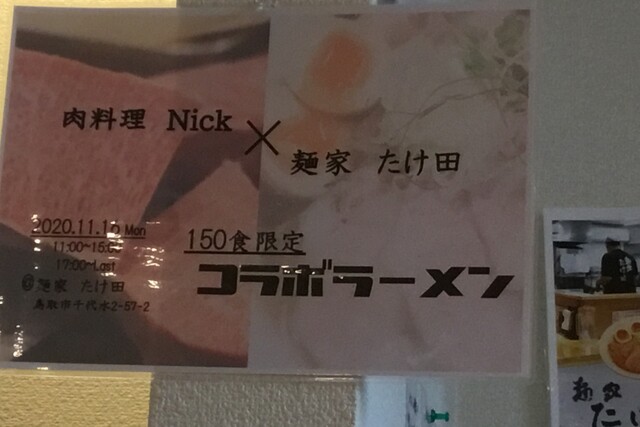 肉料理 Nick
×
麺家 たけ田
2020.11.16 Mon
11:00~15:00
17:00~Last
@麺家 たけ田
鳥取市千代水2-57-2
150食限定
コラボラーメン
麺家